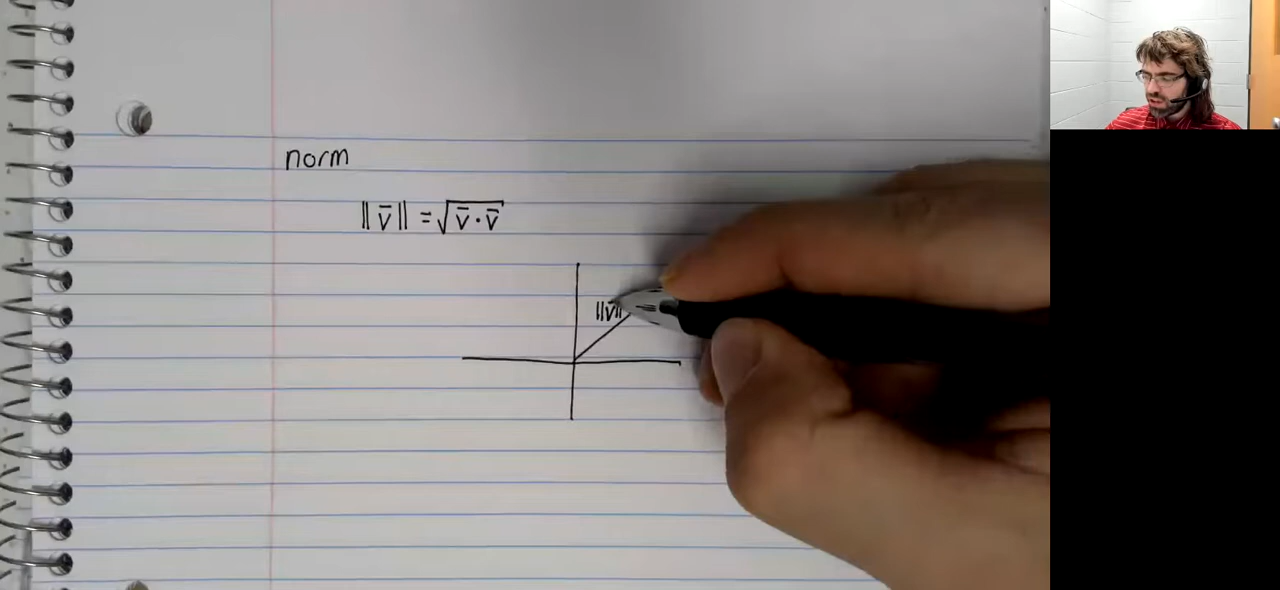 norm
‖v̄‖ = √v̄·v̄
‖v̄‖